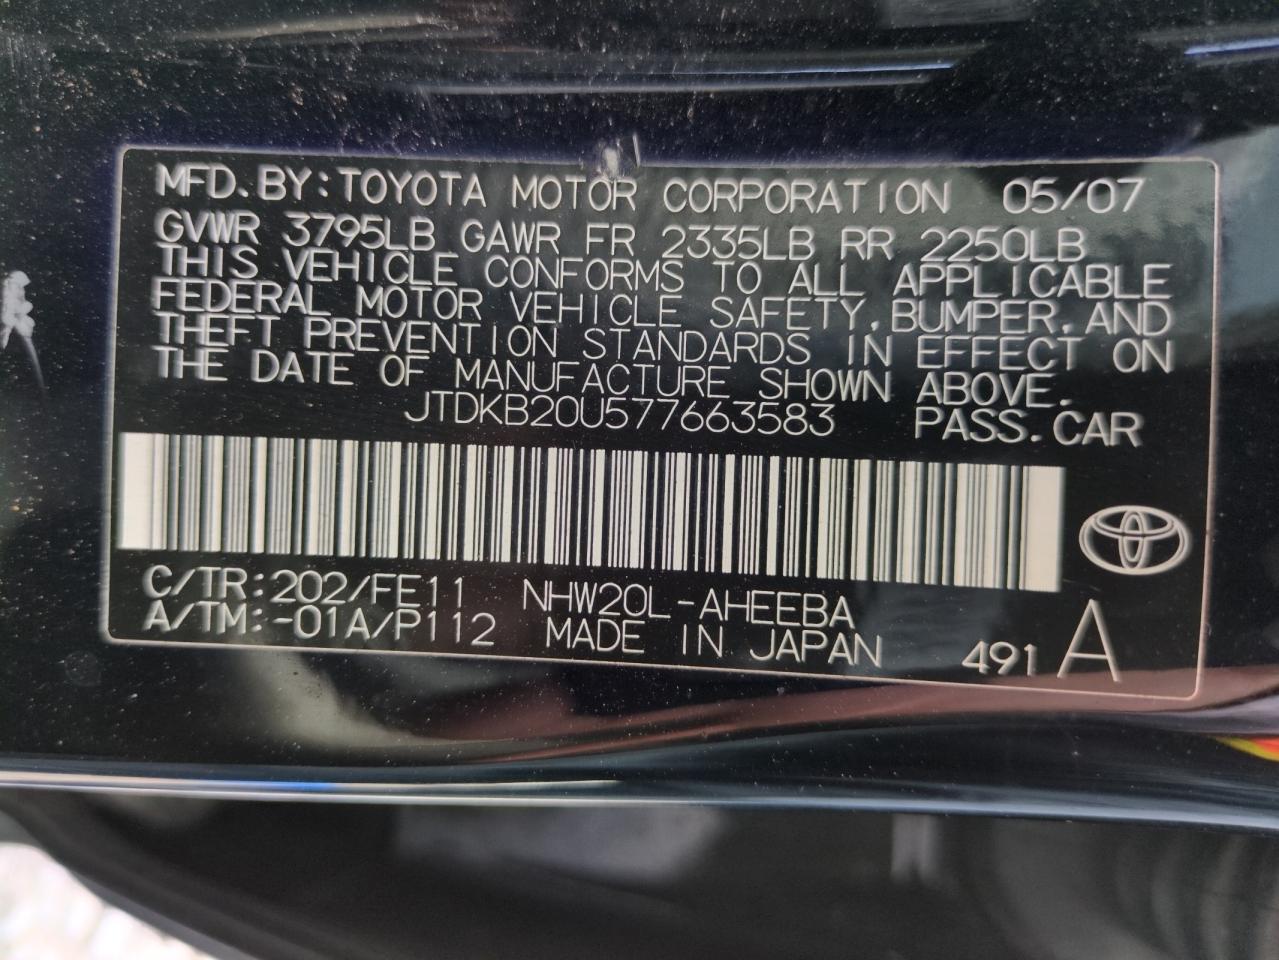 MFD. BY: TOYOTA MOTOR CORPORATION 05/07
GVWR 3795LB GAWR FR 2335LB RR 2250LB
THIS VEHICLE CONFORMS TO ALL APPLICABLE
FEDERAL MOTOR VEHICLE SAFETY, BUMPER, AND
THEFT PREVENTION STANDARDS IN EFFECT ON
THE DATE OF MANUFACTURE SHOWN ABOVE.
JTDKB20U577663583 PASS. CAR
C/TR: 202/FE11 NHW20L-AHEEBA
A/TM: -01A/P112 MADE IN JAPAN 491 A